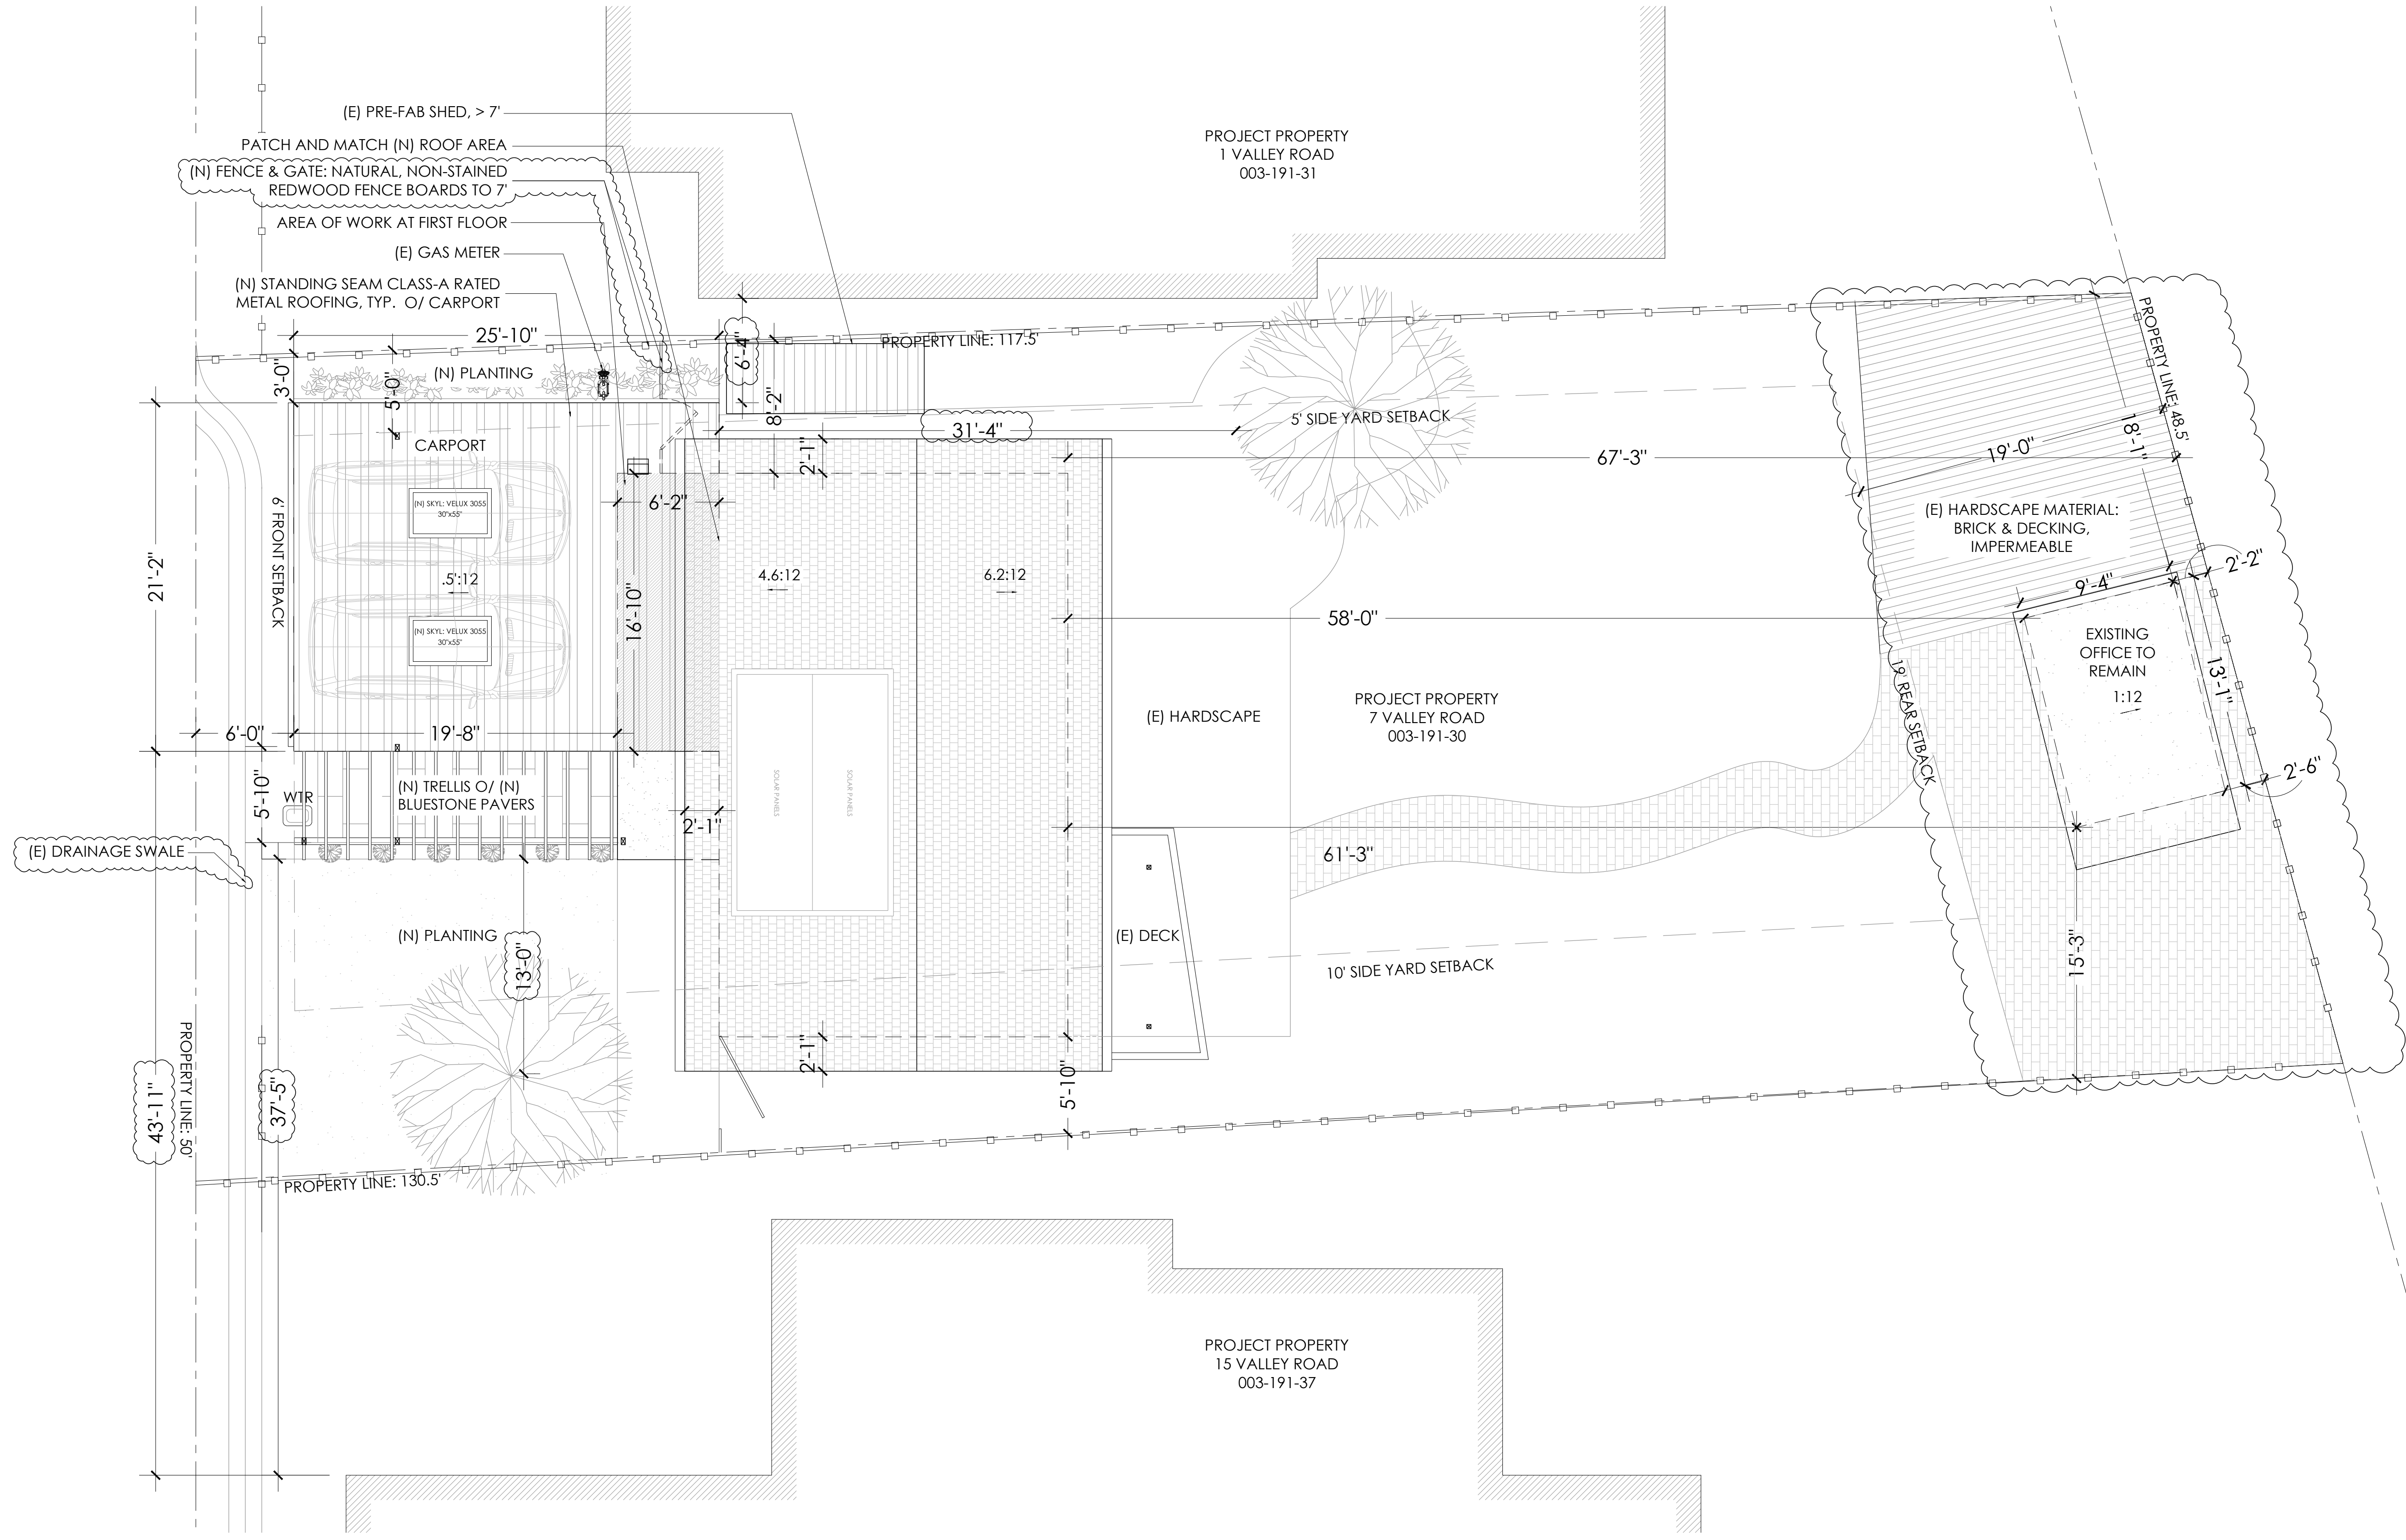 (E) PRE-FAB SHED, > 7'
PATCH AND MATCH (N) ROOF AREA
(N) FENCE & GATE: NATURAL, NON-STAINED
REDWOOD FENCE BOARDS TO 7'
AREA OF WORK AT FIRST FLOOR
(E) GAS METER
(N) STANDING SEAM CLASS-A RATED
METAL ROOFING, TYP. O/ CARPORT
PROJECT PROPERTY
1 VALLEY ROAD
003-191-31
25'-10"
3'-0"
5'-0"
(N) PLANTING
6'-4"
8'-2"
PROPERTY LINE: 117.5'
31'-4"
5' SIDE YARD SETBACK
67'-3"
PROPERTY LINE: 48.5'
18'-1"
19'-0"
(E) HARDSCAPE MATERIAL:
BRICK & DECKING,
IMPERMEABLE
2'-2"
9'-4"
CARPORT
2'-1"
6'-2"
(N) SKYL: VELUX 3055
30"x55"
6' FRONT SETBACK
21'-2"
.5':12
4.6:12
6.2:12
16'-10"
(N) SKYL: VELUX 3055
30"x55"
58'-0"
EXISTING
OFFICE TO
REMAIN
1:12
13'-1"
19' REAR SETBACK
PROJECT PROPERTY
7 VALLEY ROAD
003-191-30
(E) HARDSCAPE
6'-0"
19'-8"
2'-6"
5'-10"
WTR
(N) TRELLIS O/ (N)
BLUESTONE PAVERS
SOLAR PANELS
SOLAR PANELS
2'-1"
(E) DRAINAGE SWALE
61'-3"
(N) PLANTING
13'-0"
(E) DECK
10' SIDE YARD SETBACK
15'-3"
2'-1"
5'-10"
PROPERTY LINE: 50'
43'-11"
37'-5"
PROPERTY LINE: 130.5'
PROJECT PROPERTY
15 VALLEY ROAD
003-191-37